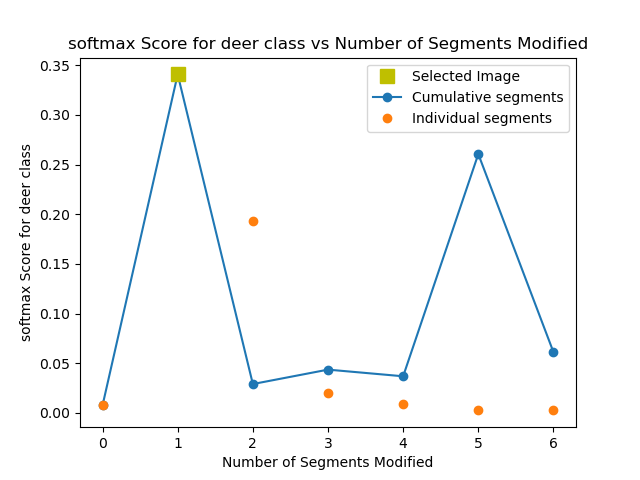 softmax Score for deer class vs Number of Segments Modified
softmax Score for deer class
0.35
0.30
0.25
0.20
0.15
0.10
0.05
0.00
Selected Image
Cumulative segments
Individual segments
0 1 2 3 4 5 6
Number of Segments Modified